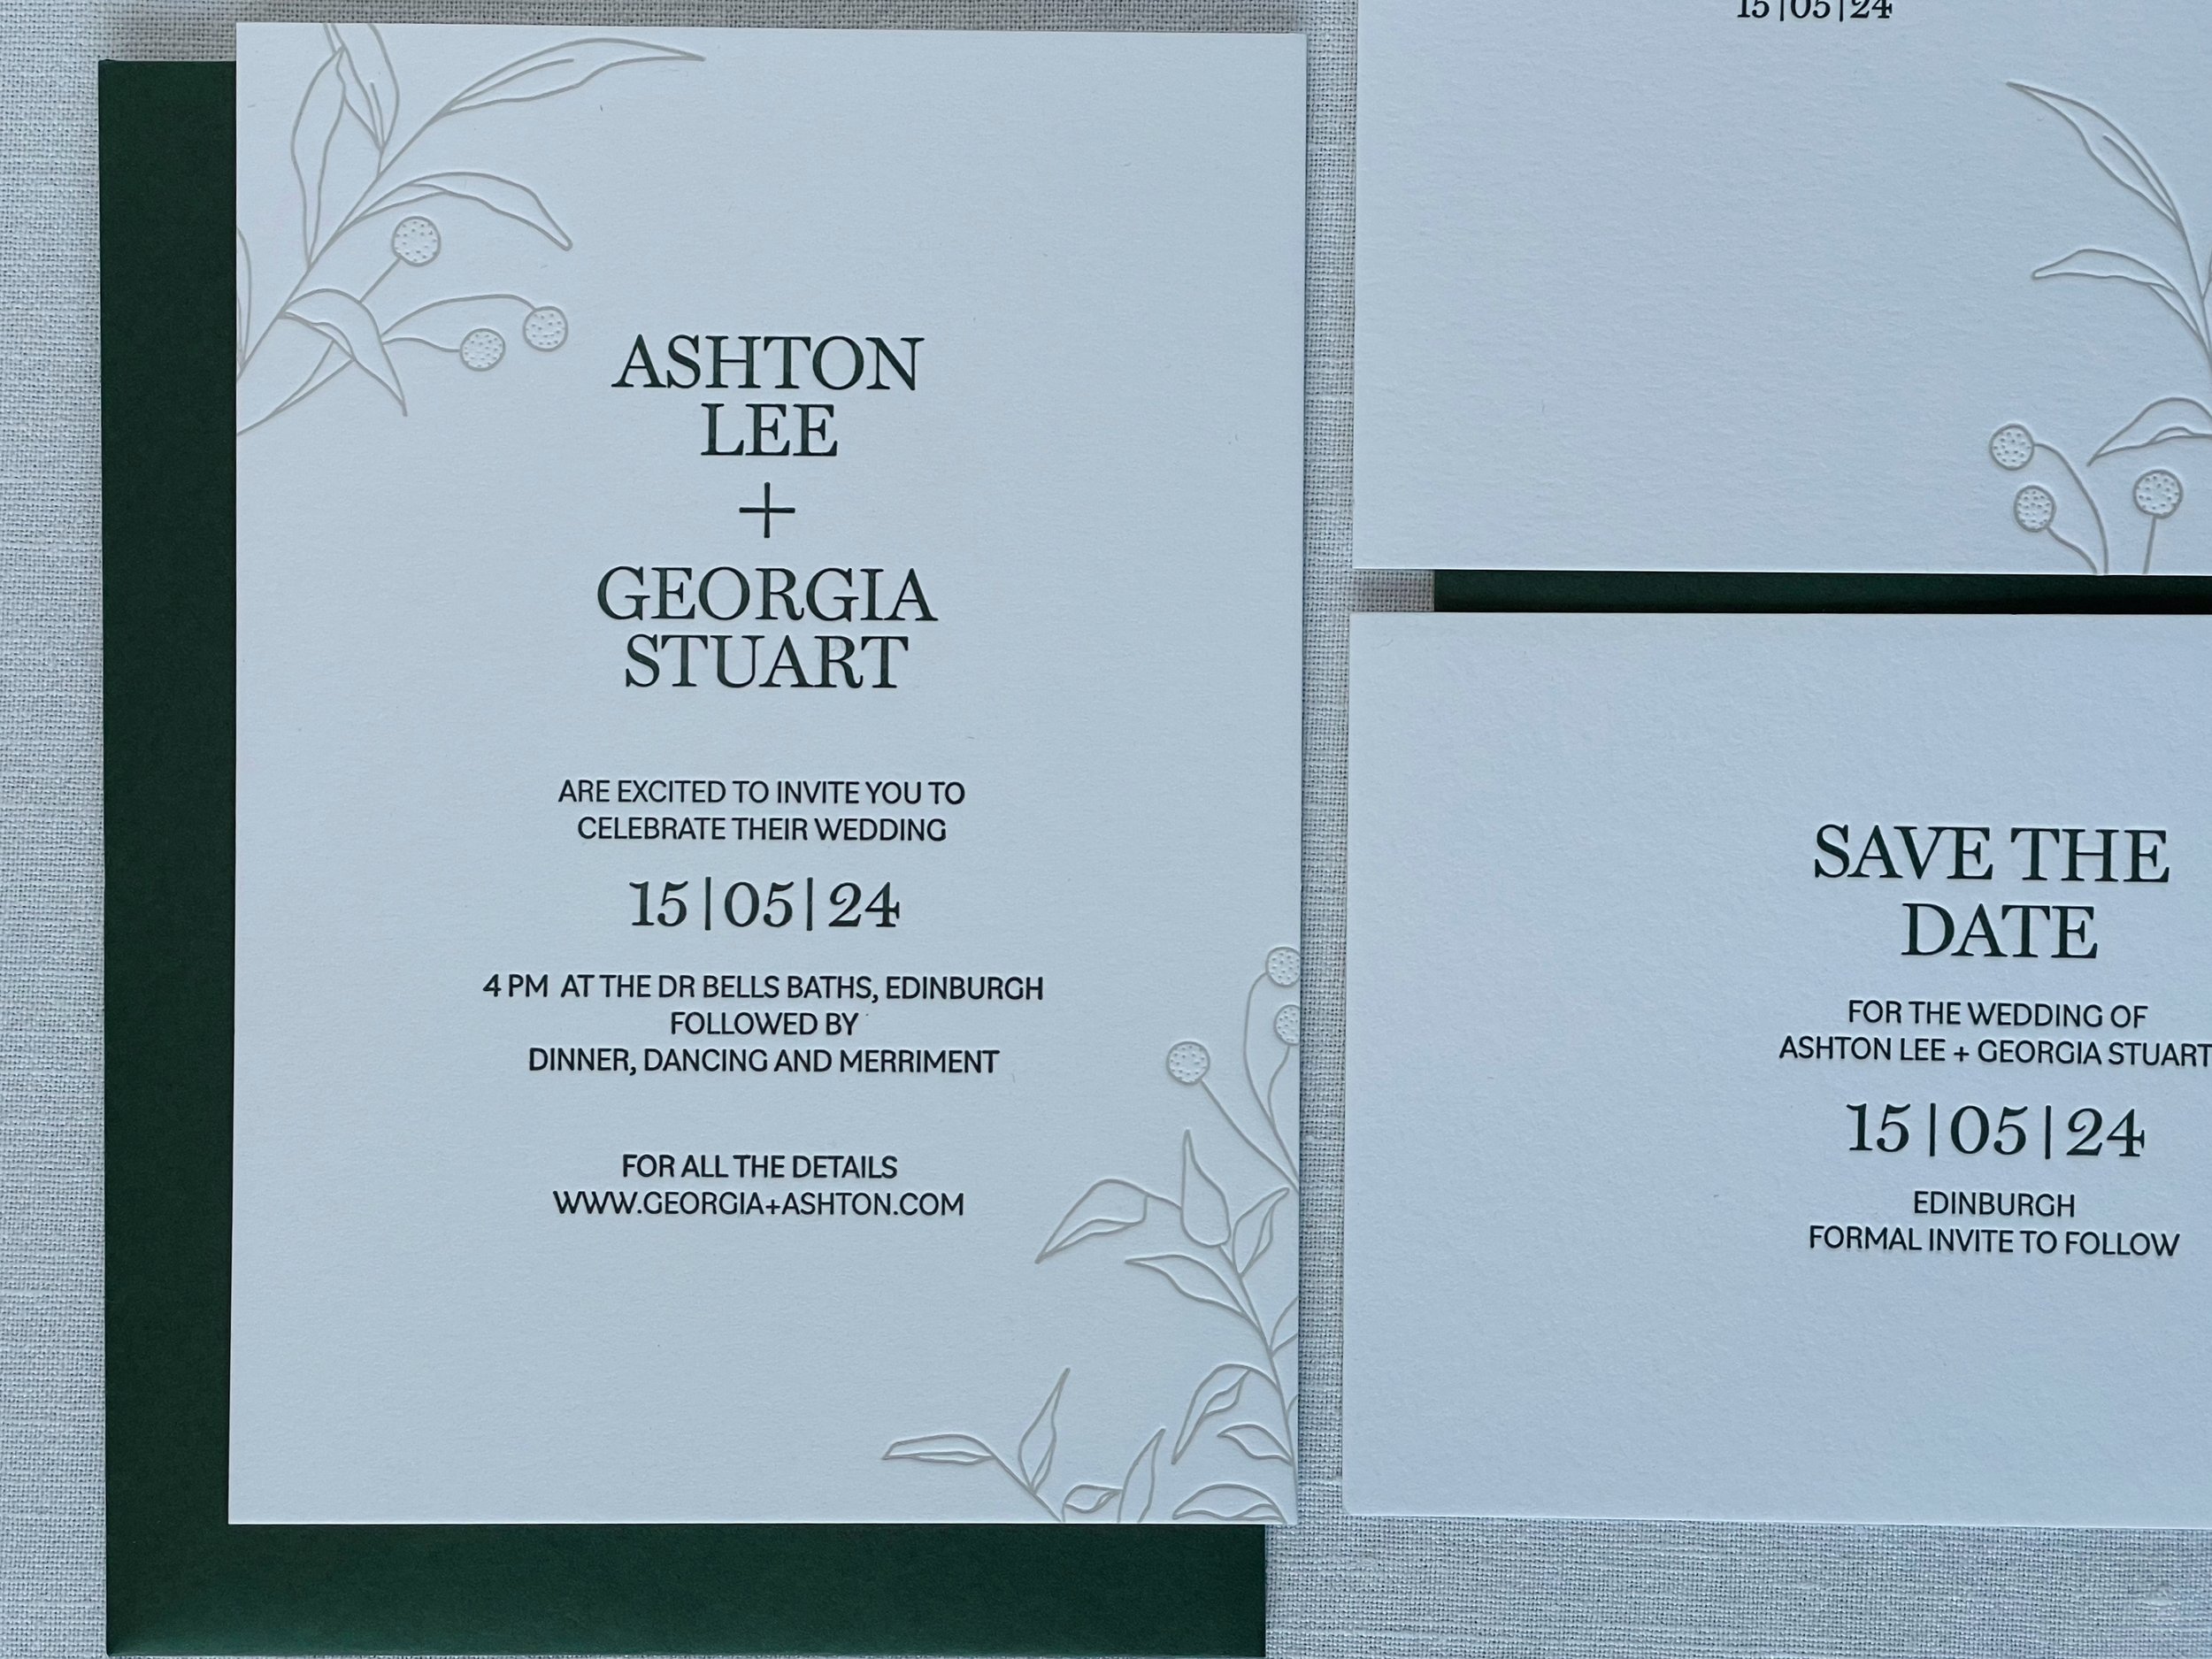 ASHTON
LEE
+
GEORGIA
STUART
ARE EXCITED TO INVITE YOU TO
CELEBRATE THEIR WEDDING
15|05|24
4 PM AT THE DR BELLS BATHS, EDINBURGH
FOLLOWED BY
DINNER, DANCING AND MERRIMENT
FOR ALL THE DETAILS
WWW.GEORGIA+ASHTON.COM
15|05|24
SAVE THE
DATE
FOR THE WEDDING OF
ASHTON LEE + GEORGIA STUART
15|05|24
EDINBURGH
FORMAL INVITE TO FOLLOW